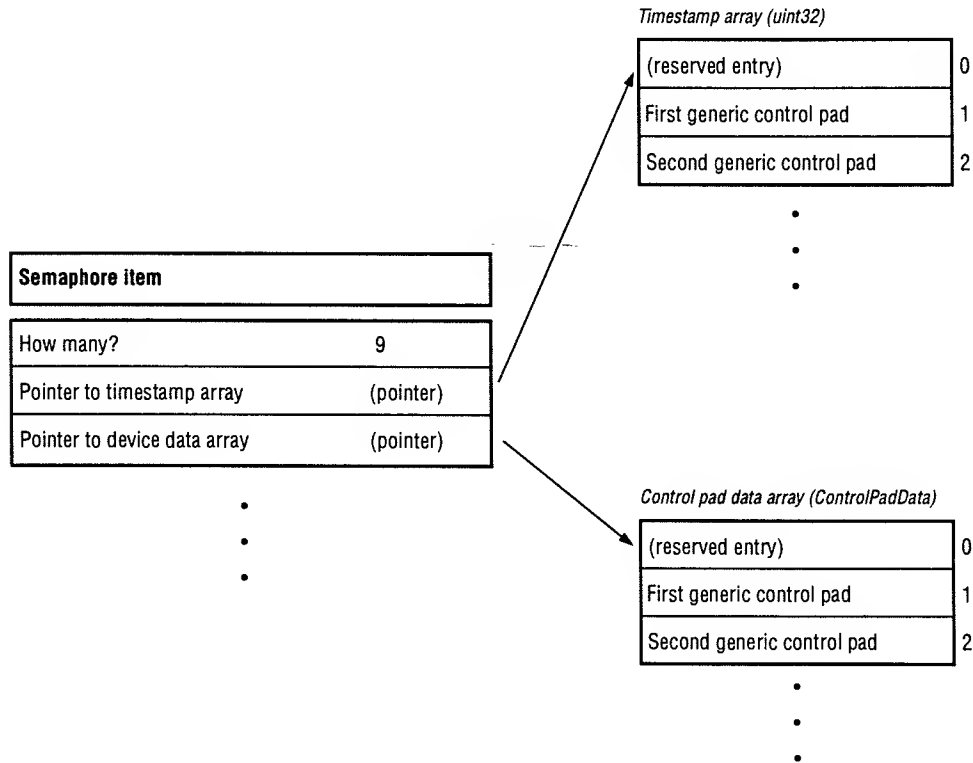 Timestamp array (uint32)
(reserved entry) 0
First generic control pad 1
Second generic control pad 2
Semaphore item
How many? 9
Pointer to timestamp array (pointer)
Pointer to device data array (pointer)
Control pad data array (ControlPadData)
(reserved entry) 0
First generic control pad 1
Second generic control pad 2